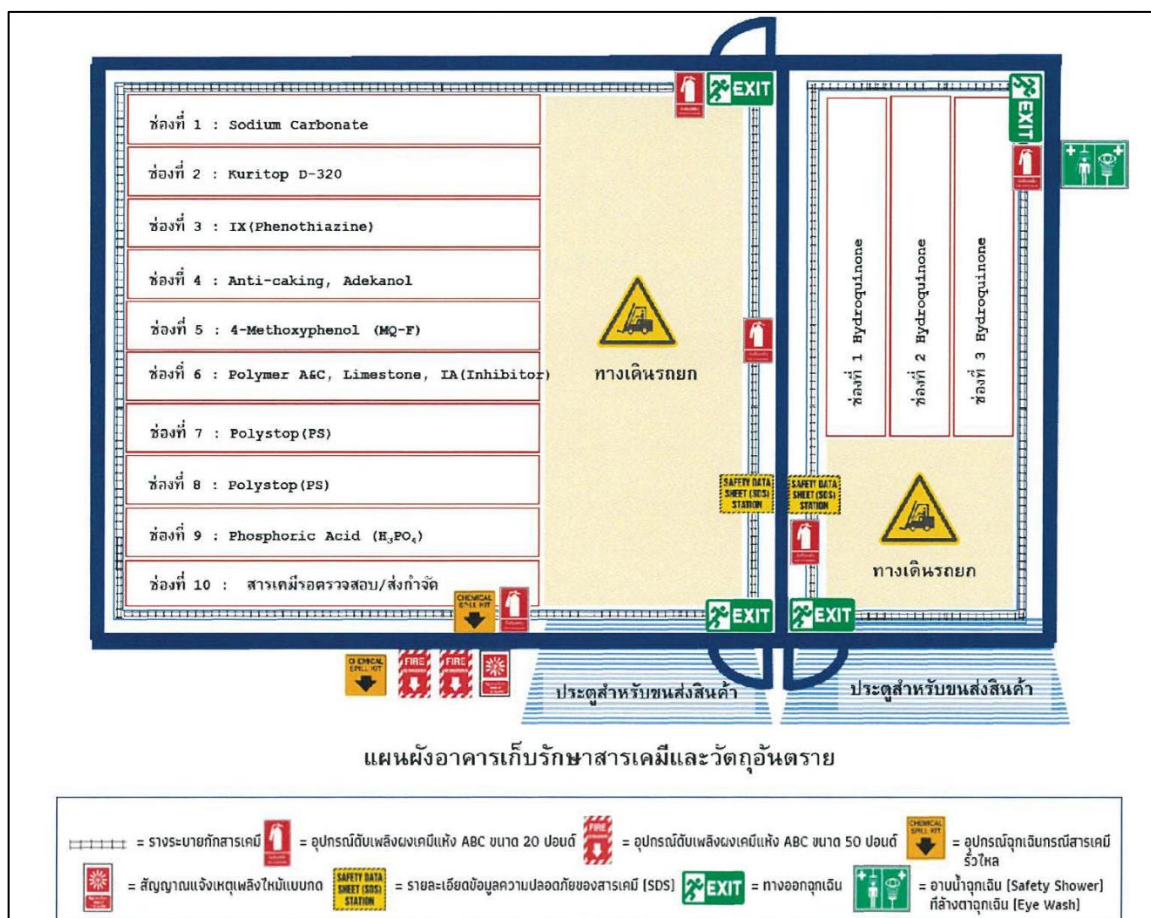 EXIT
EXIT
ช่องที่ 1 : Sodium Carbonate
ช่องที่ 2 : Kuritop D-320
ช่องที่ 3 : IX(Phenothiazine)
ช่องที่ 4 : Anti-caking, Adekanol
ช่องที่ 5 : 4-Methoxyphenol (MQ-F)
ช่องที่ 6 : Polymer A&C, Limestone, IA(Inhibitor)
ช่องที่ 7 : Polystop(PS)
ช่องที่ 8 : Polystop(PS)
ช่องที่ 9 : Phosphoric Acid (H₃PO₄)
ช่องที่ 10 : สารเคมีรอตรวจสอบ/ส่งกำจัด
ทางเดินรถยก
ช่องที่ 1 Hydroquinone
ช่องที่ 2 Hydroquinone
ช่องที่ 3 Hydroquinone
SAFETY DATA
SHEET (SDS)
STATION
SAFETY DATA
SHEET (SDS)
STATION
ทางเดินรถยก
CHEMICAL
SPILL KIT
EXIT
EXIT
CHEMICAL
SPILL KIT
FIRE
FIRE
ประตูสำหรับขนส่งสินค้า
ประตูสำหรับขนส่งสินค้า
แผนผังอาคารเก็บรักษาสารเคมีและวัตถุอันตราย
= รางระบายกักสารเคมี
= อุปกรณ์ดับเพลิงผงเคมีแห้ง ABC ขนาด 20 ปอนด์
FIRE
= อุปกรณ์ดับเพลิงผงเคมีแห้ง ABC ขนาด 50 ปอนด์
CHEMICAL
SPILL KIT
= อุปกรณ์ฉุกเฉินกรณีสารเคมี
รั่วไหล
= สัญญาณแจ้งเหตุเพลิงไหม้แบบกด
SAFETY DATA
SHEET (SDS)
STATION
= รายละเอียดข้อมูลความปลอดภัยของสารเคมี (SDS)
EXIT
= ทางออกฉุกเฉิน
= อาบน้ำฉุกเฉิน (Safety Shower)
ที่ล้างตาฉุกเฉิน (Eye Wash)